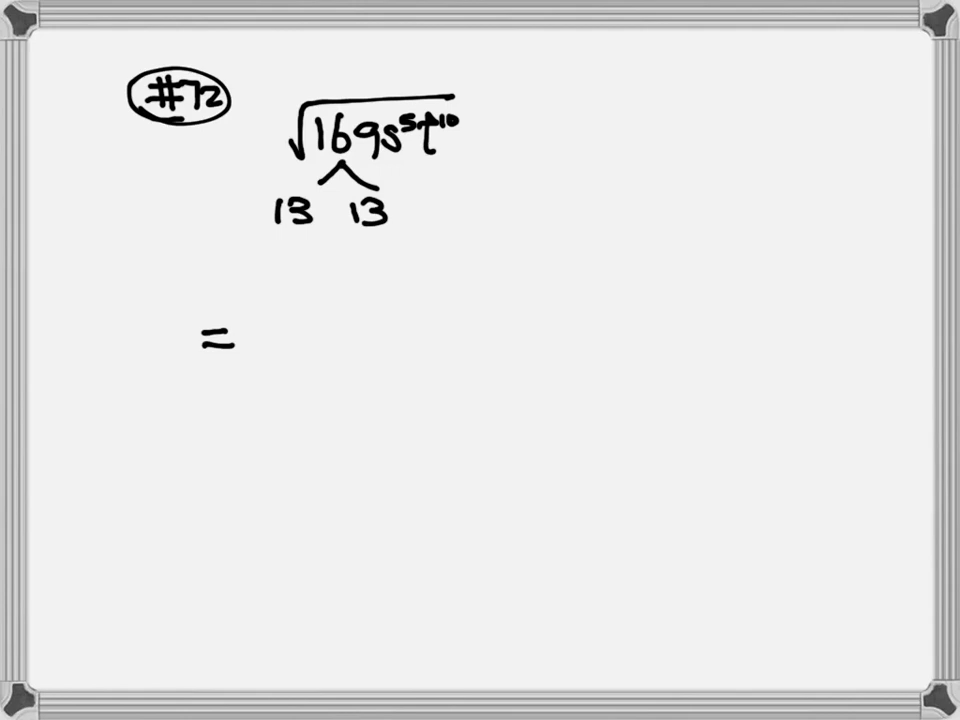 #72
√169s⁵t¹⁰
13 13
=